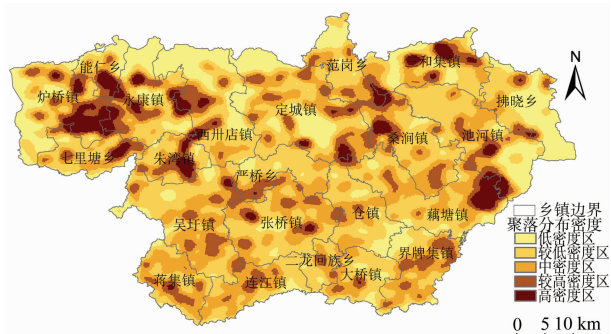 能仁乡
炉桥镇
永康镇
范岗乡
三和集镇
N
拂晓乡
定城镇
西卅店镇
桑涧镇
池河镇
七里塘乡
朱湾镇
严桥乡
吴圩镇
张桥镇
仓镇
藕塘镇
二龙回族乡
界牌集镇
蒋集镇
连江镇
大桥镇
乡镇边界
聚落分布密度
低密度区
较低密度区
中密度区
较高密度区
高密度区
0 5 10 km